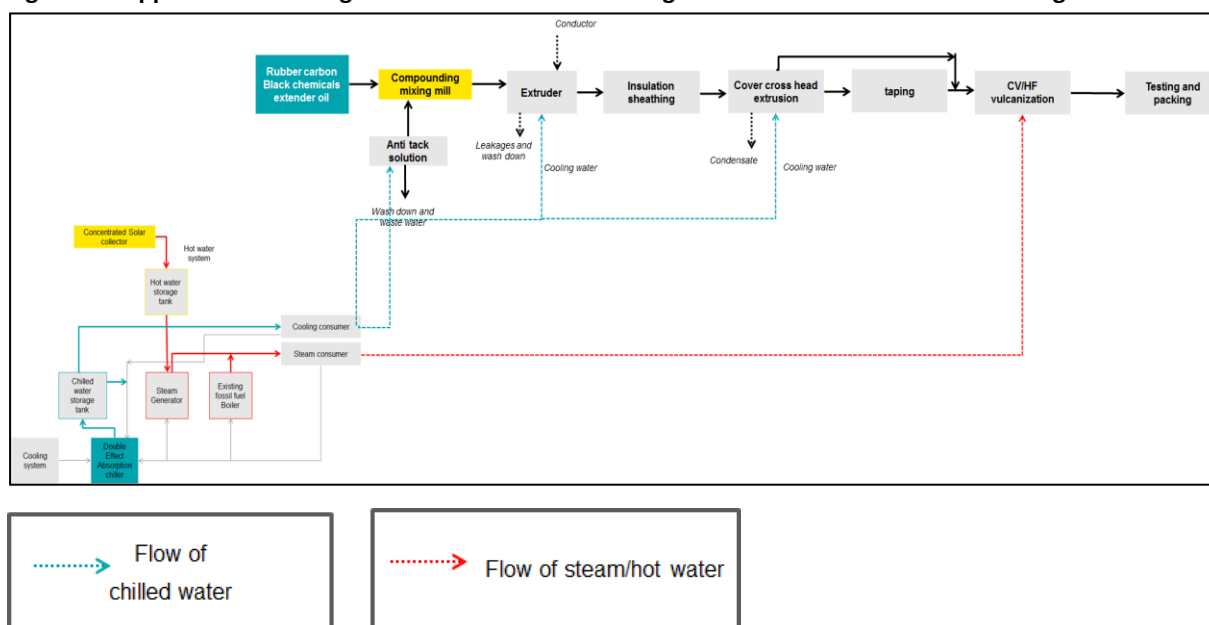 Conductor
Rubber carbon
Black chemicals
extender oil
Compounding
mixing mill
Extruder
Insulation
sheathing
Cover cross head
extrusion
taping
CV/HF
vulcanization
Testing and
packing
Anti tack
solution
Leakages and
wash down
Cooling water
Condensate
Cooling water
Wash down and
waste water
Concentrated Solar
collector
Hot water
system
Hot water
storage
tank
Cooling consumer
Steam consumer
Chilled
water
storage
tank
Steam
Generator
Existing
fossil fuel
Boiler
Cooling
system
Double
Effect
Absorption
chiller
Flow of
chilled water
Flow of steam/hot water